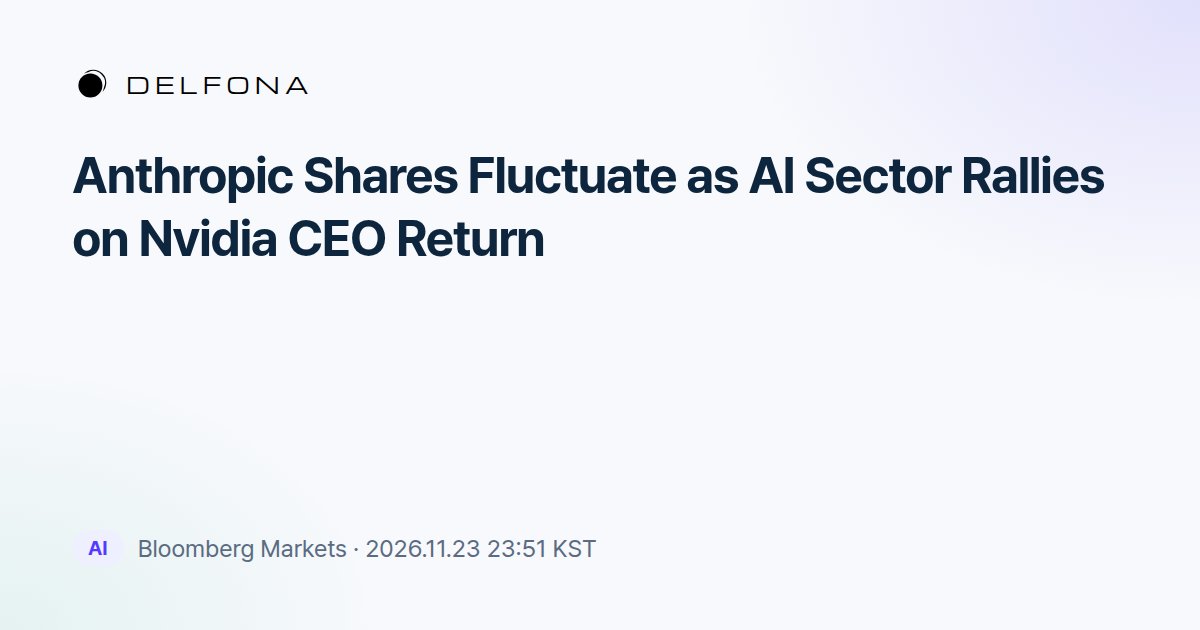 DELFONA
Anthropic Shares Fluctuate as AI Sector Rallies
on Nvidia CEO Return
AI Bloomberg Markets · 2026.11.23 23:51 KST